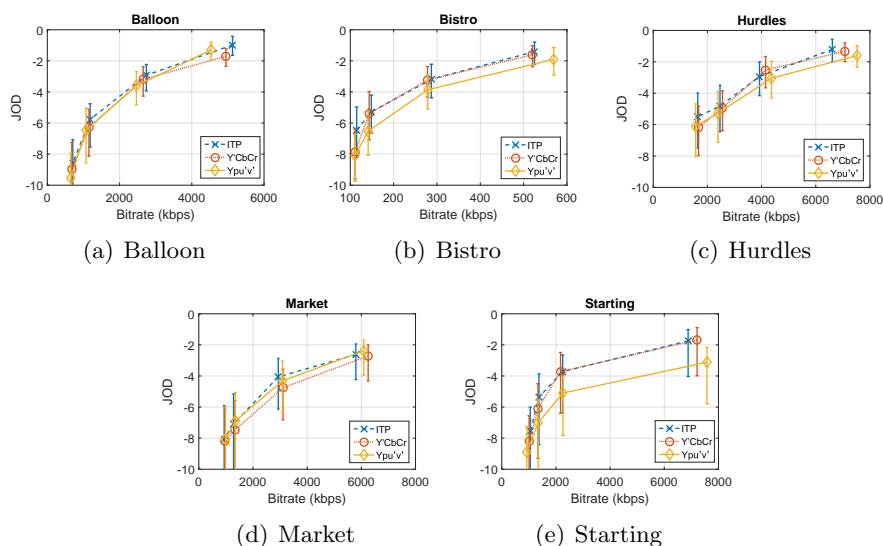 Balloon
0
-2
-4
-6
-8
-10
JOD
0 2000 4000 6000
Bitrate (kbps)
ITP
Y'CbCr
Ypu'v'
(a) Balloon
Bistro
0
-2
-4
-6
-8
-10
JOD
100 200 300 400 500 600
Bitrate (kbps)
ITP
Y'CbCr
Ypu'v'
(b) Bistro
Hurdles
0
-2
-4
-6
-8
-10
JOD
0 2000 4000 6000 8000
Bitrate (kbps)
ITP
Y'CbCr
Ypu'v'
(c) Hurdles
Market
0
-2
-4
-6
-8
-10
JOD
0 2000 4000 6000 8000
Bitrate (kbps)
ITP
Y'CbCr
Ypu'v'
(d) Market
Starting
0
-2
-4
-6
-8
-10
JOD
0 2000 4000 6000 8000
Bitrate (kbps)
ITP
Y'CbCr
Ypu'v'
(e) Starting